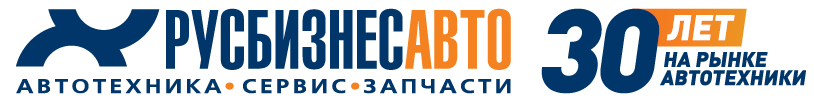 РУСБИЗНЕСАВТО
АВТОТЕХНИКА•СЕРВИС•ЗАПЧАСТИ
30 ЛЕТ
НА РЫНКЕ
АВТОТЕХНИКИ